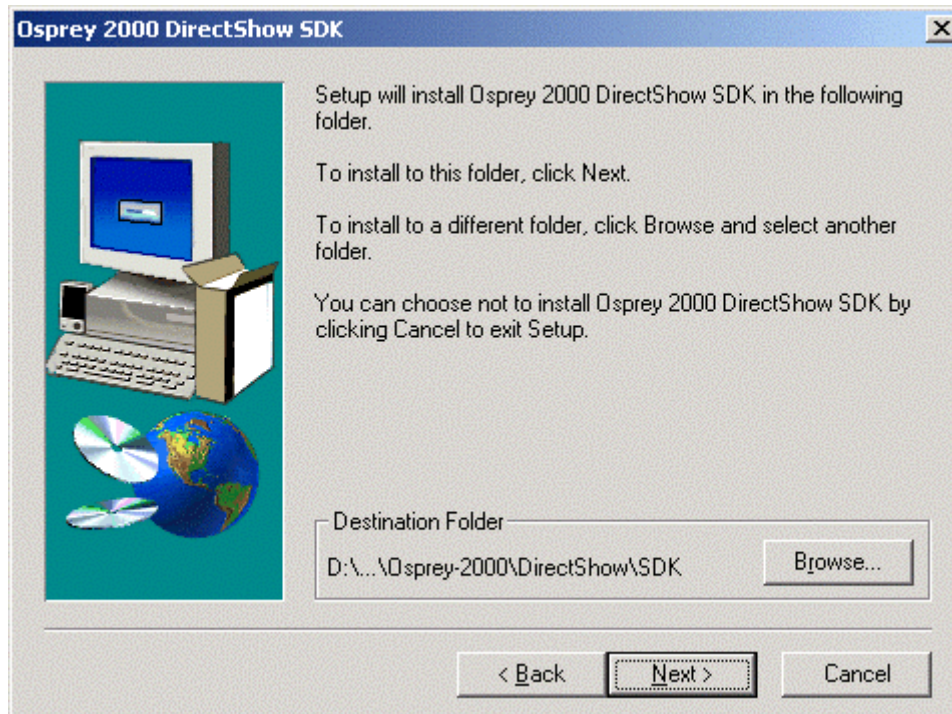 Osprey 2000 DirectShow SDK
Setup will install Osprey 2000 DirectShow SDK in the following
folder.
To install to this folder, click Next.
To install to a different folder, click Browse and select another
folder.
You can choose not to install Osprey 2000 DirectShow SDK by
clicking Cancel to exit Setup.
Destination Folder
D:\...\Osprey-2000\DirectShow\SDK
Browse...
< Back
Next >
Cancel